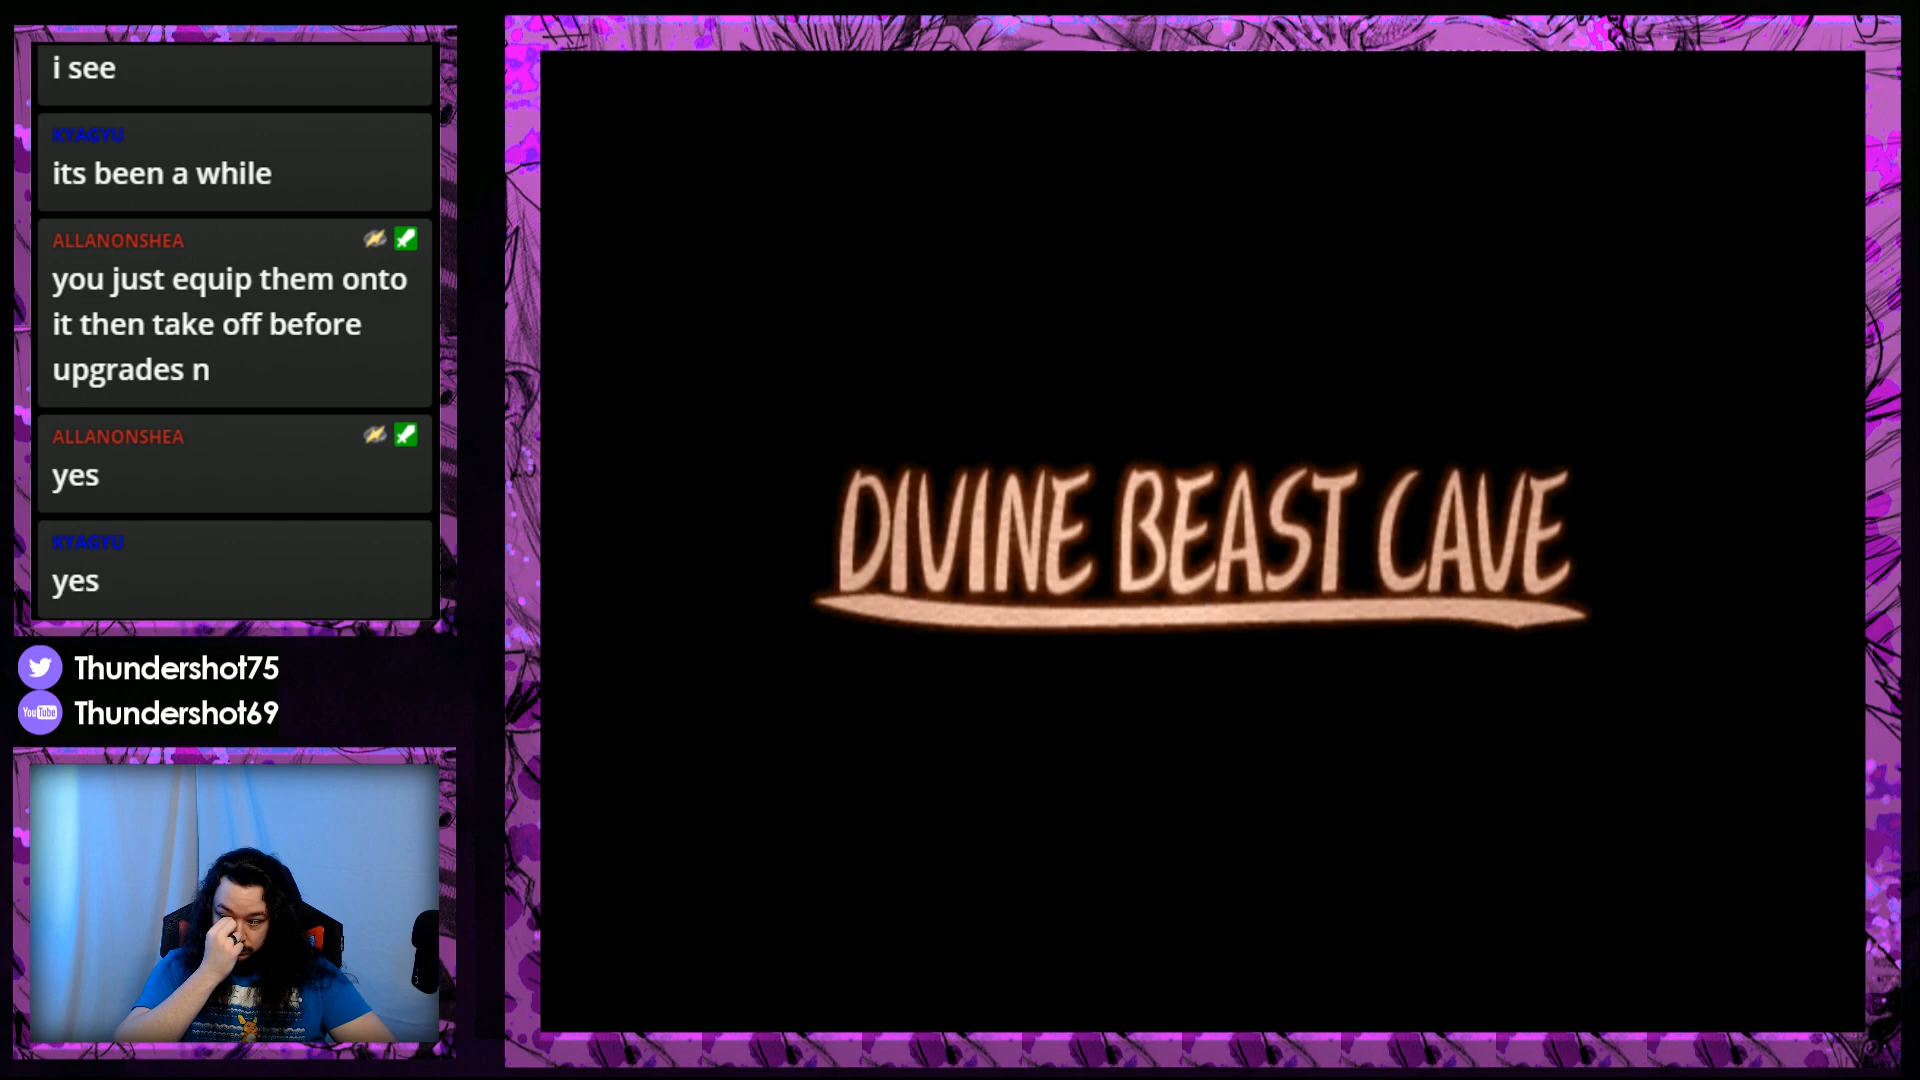 i see
KYAGYU
its been a while
ALLANONSHEA
you just equip them onto
it then take off before
upgrades n
ALLANONSHEA
yes
KYAGYU
yes
Thundershot75
YouTube
Thundershot69
DIVINE BEAST CAVE